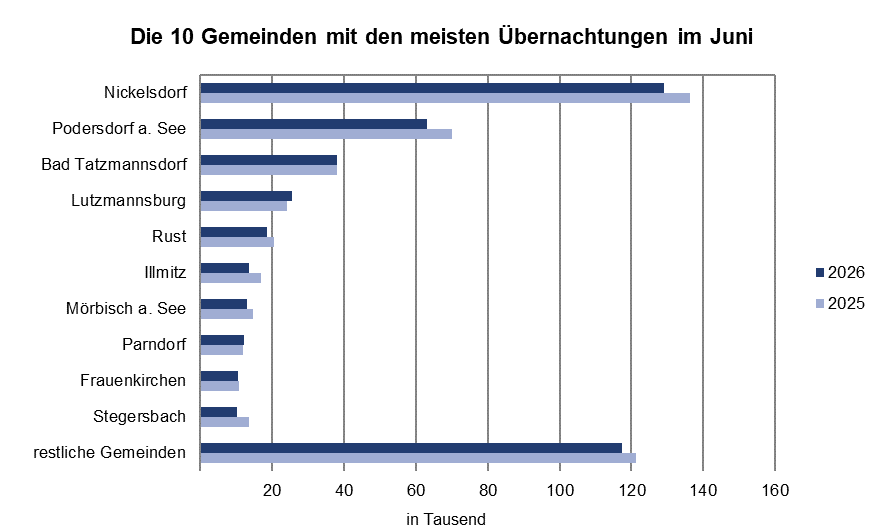 Die 10 Gemeinden mit den meisten Übernachtungen im Juni
Nickelsdorf
Podersdorf a. See
Bad Tatzmannsdorf
Lutzmannsburg
Rust
Illmitz
Mörbisch a. See
Parndorf
Frauenkirchen
Stegersbach
restliche Gemeinden
2026
2025
20 40 60 80 100 120 140 160
in Tausend